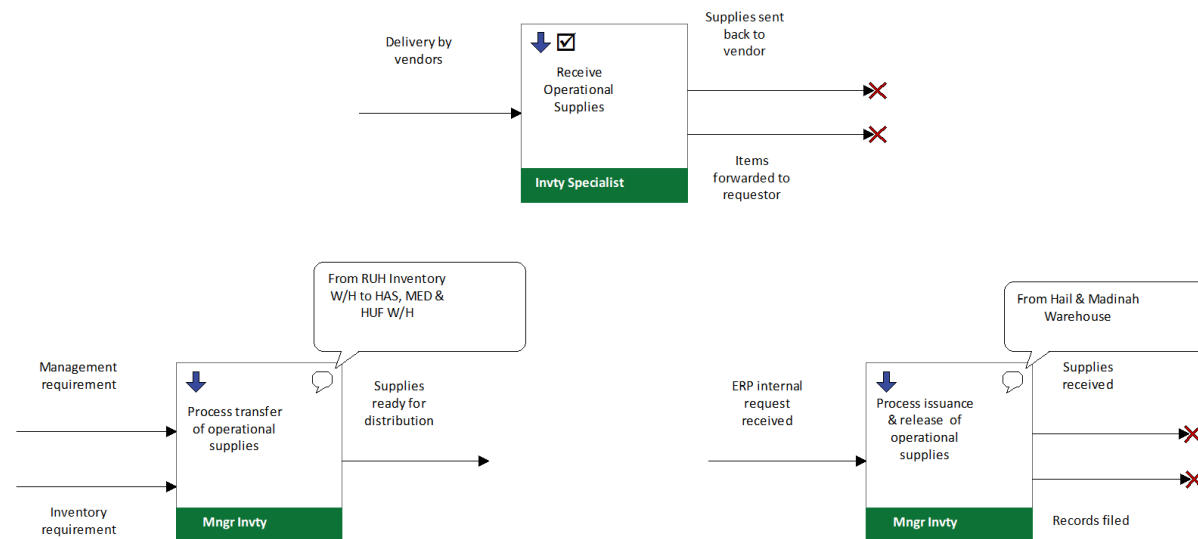 Supplies sent
back to
vendor
Delivery by
vendors
Receive
Operational
Supplies
Items
forwarded to
requestor
Invty Specialist
From RUH Inventory
W/H to HAS, MED &
HUF W/H
From Hail & Madinah
Warehouse
Management
requirement
Process transfer
of operational
supplies
Supplies
ready for
distribution
Inventory
requirement
Mngr Invty
ERP internal
request
received
Process issuance
& release of
operational
supplies
Supplies
received
Mngr Invty
Records filed